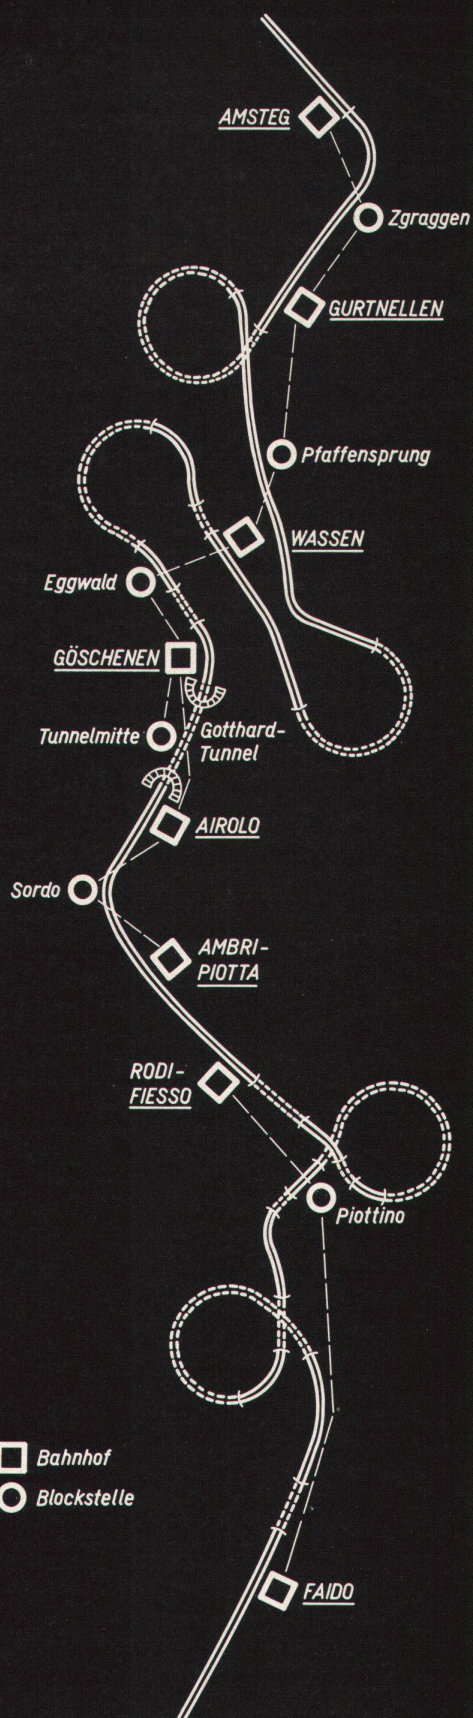 AMSTEG
Zgraggen
GURTNELLEN
Pfaffensprung
WASSEN
Eggwald
GÖSCHENEN
Tunnelmitte
Gotthard-
Tunnel
AIROLO
Sordo
AMBRI-
PIOTTA
RODI-
FIESSO
Piottino
Bahnhof
Blockstelle
FAIDO